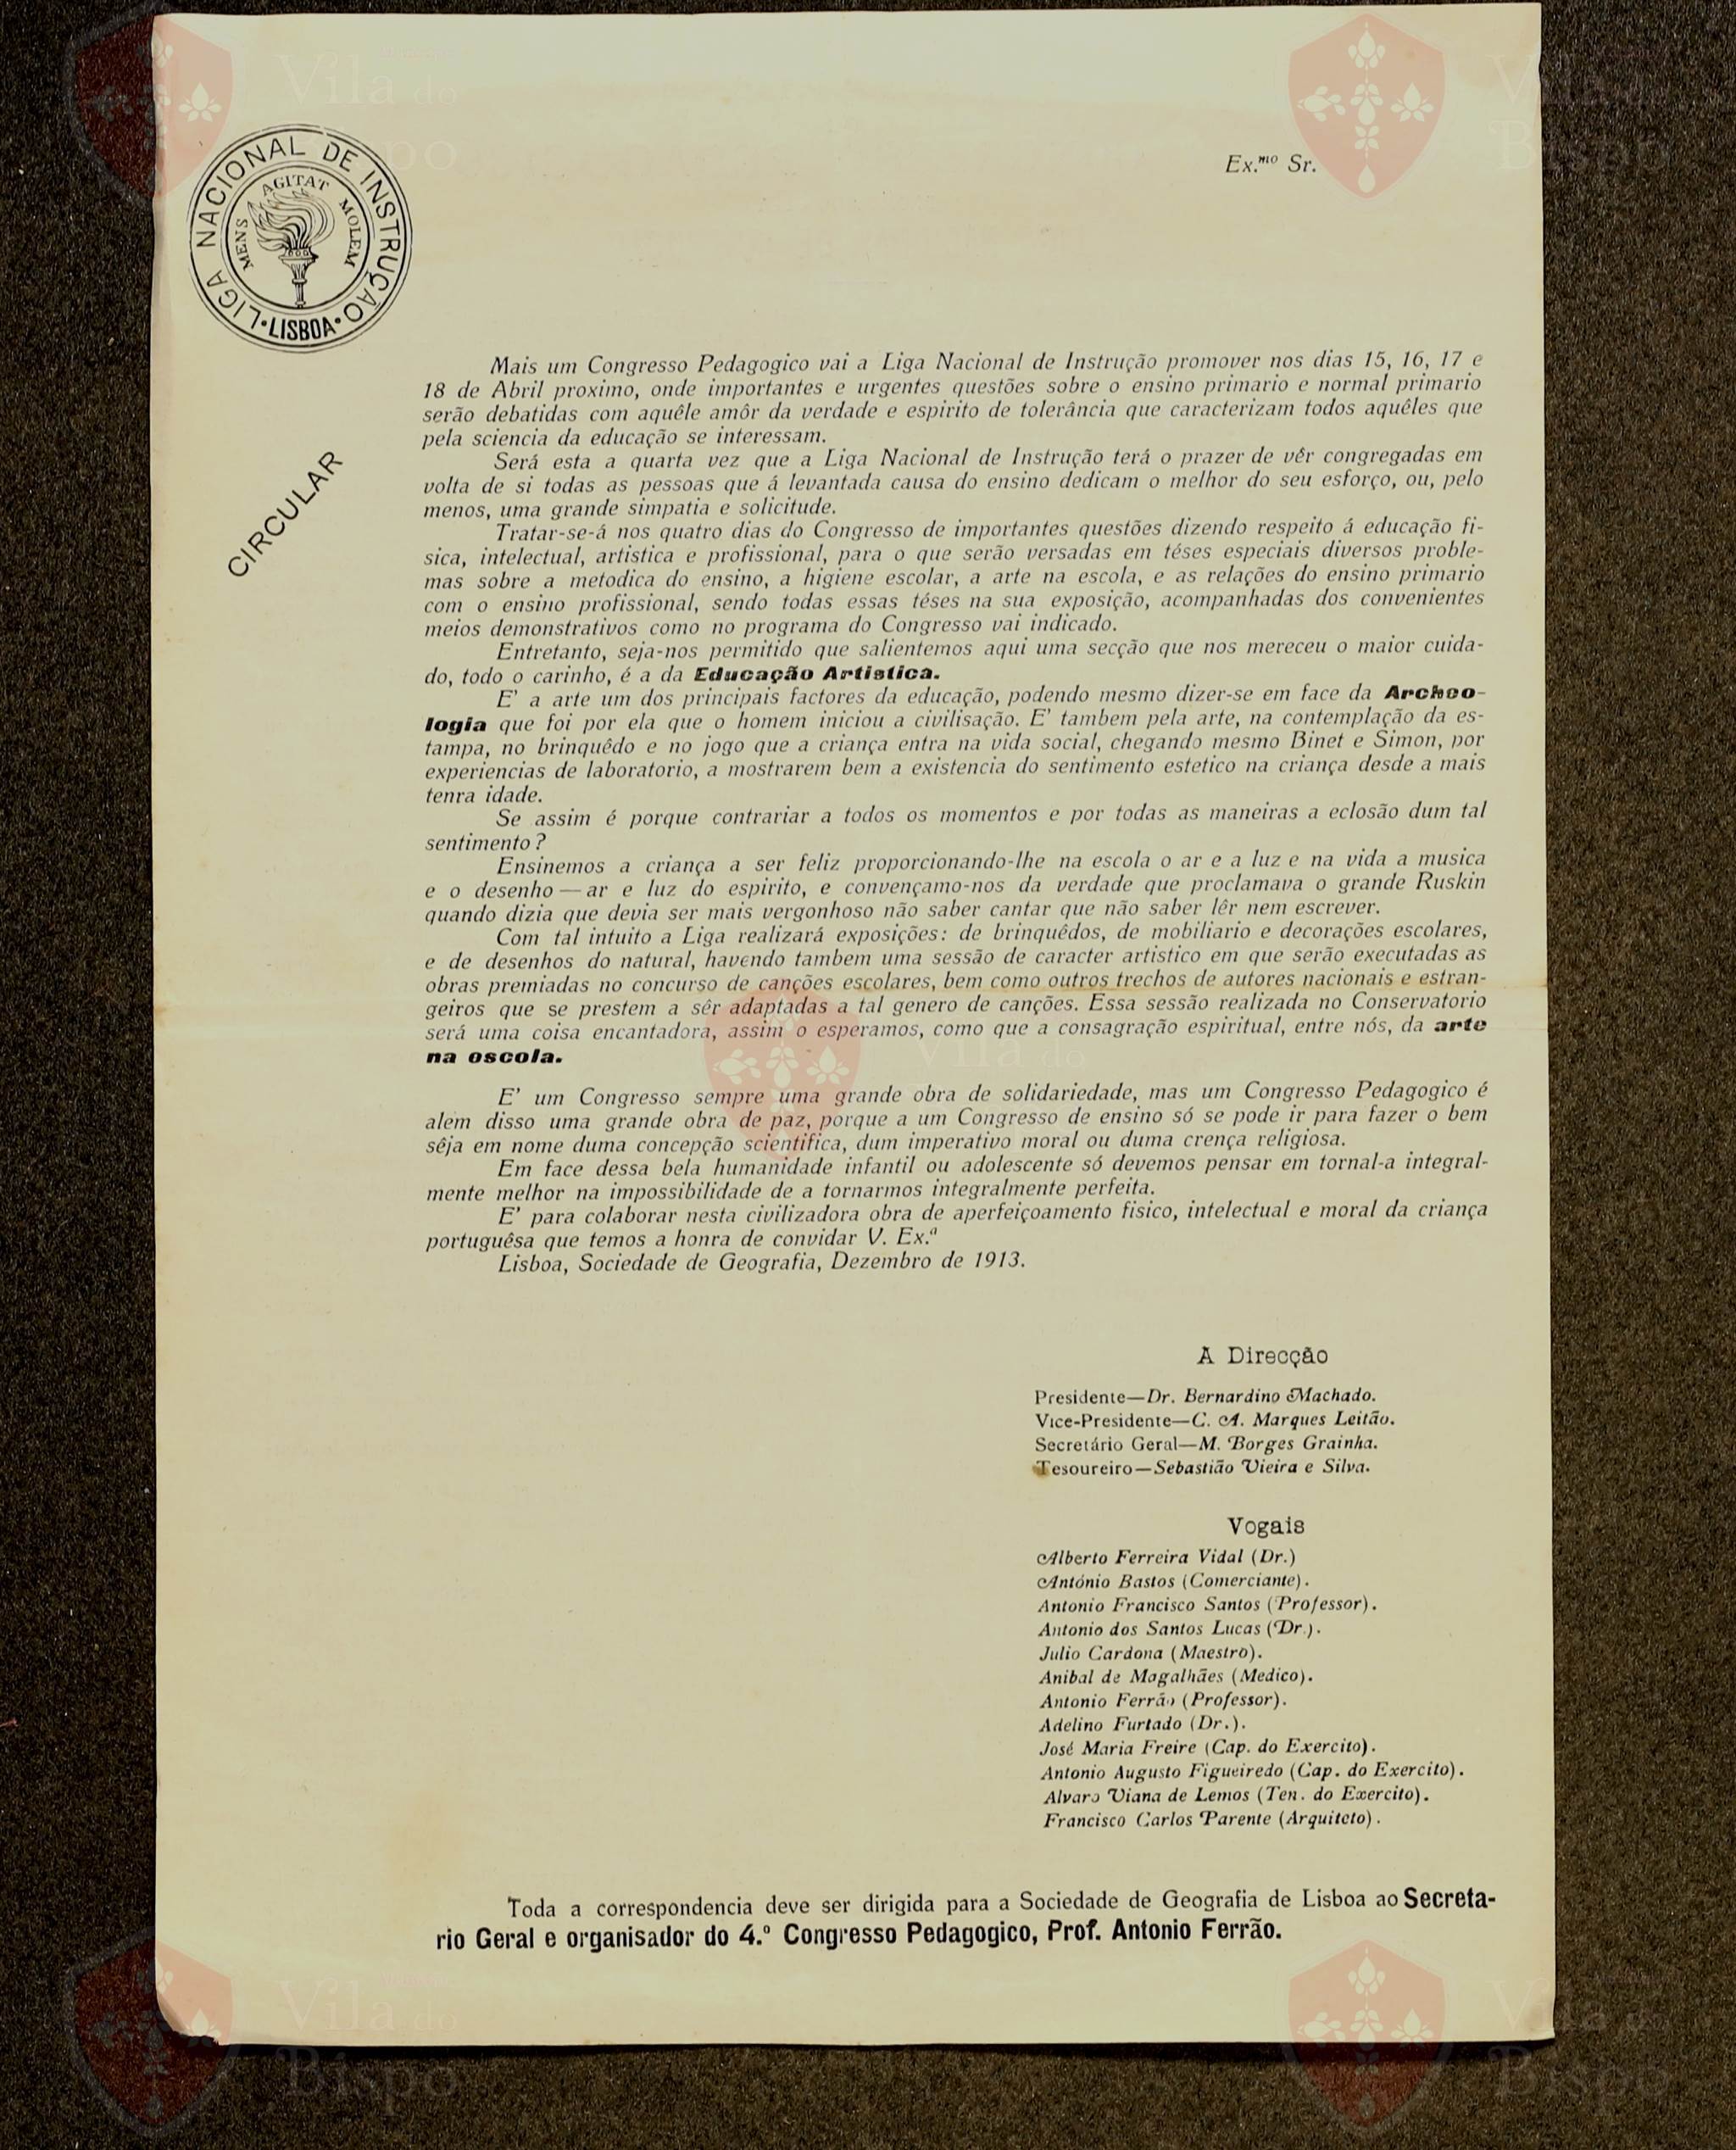 Vila do Bispo
LIGA NACIONAL DE INSTRUÇÃO
• LISBOA •
MENS AGITAT MOLEM
Ex.mo Sr.
CIRCULAR
Mais um Congresso Pedagogico vai a Liga Nacional de Instrução promover nos dias 15, 16, 17 e
18 de Abril proximo, onde importantes e urgentes questões sobre o ensino primario e normal primario
serão debatidas com aquêle amôr da verdade e espirito de tolerância que caracterizam todos aquêles que
pela sciencia da educação se interessam.
Será esta a quarta vez que a Liga Nacional de Instrução terá o prazer de vêr congregadas em
volta de si todas as pessoas que á levantada causa do ensino dedicam o melhor do seu esforço, ou, pelo
menos, uma grande simpatia e solicitude.
Tratar-se-á nos quatro dias do Congresso de importantes questões dizendo respeito á educação fi-
sica, intelectual, artistica e profissional, para o que serão versadas em téses especiais diversos proble-
mas sobre a metodica do ensino, a higiene escolar, a arte na escola, e as relações do ensino primario
com o ensino profissional, sendo todas essas téses na sua exposição, acompanhadas dos convenientes
meios demonstrativos como no programa do Congresso vai indicado.
Entretanto, seja-nos permitido que salientemos aqui uma secção que nos mereceu o maior cuida-
do, todo o carinho, é a da Educação Artistica.
E' a arte um dos principais factores da educação, podendo mesmo dizer-se em face da Archeo-
logia que foi por ela que o homem iniciou a civilisação. E' tambem pela arte, na contemplação da es-
tampa, no brinquêdo e no jogo que a criança entra na vida social, chegando mesmo Binet e Simon, por
experiencias de laboratorio, a mostrarem bem a existencia do sentimento estetico na criança desde a mais
tenra idade.
Se assim é porque contrariar a todos os momentos e por todas as maneiras a eclosão dum tal
sentimento?
Ensinemos a criança a ser feliz proporcionando-lhe na escola o ar e a luz e na vida a musica
e o desenho — ar e luz do espirito, e convençamo-nos da verdade que proclamava o grande Ruskin
quando dizia que devia ser mais vergonhoso não saber cantar que não saber lêr nem escrever.
Com tal intuito a Liga realizará exposições: de brinquêdos, de mobiliario e decorações escolares,
e de desenhos do natural, havendo tambem uma sessão de caracter artistico em que serão executadas as
obras premiadas no concurso de canções escolares, bem como outros trechos de autores nacionais e estran-
geiros que se prestem a sêr adaptadas a tal genero de canções. Essa sessão realizada no Conservatorio
será uma coisa encantadora, assim o esperamos, como que a consagração espiritual, entre nós, da arte
na oscola.
E' um Congresso sempre uma grande obra de solidariedade, mas um Congresso Pedagogico é
alem disso uma grande obra de paz, porque a um Congresso de ensino só se pode ir para fazer o bem
sêja em nome duma concepção scientifica, dum imperativo moral ou duma crença religiosa.
Em face dessa bela humanidade infantil ou adolescente só devemos pensar em tornal-a integral-
mente melhor na impossibilidade de a tornarmos integralmente perfeita.
E' para colaborar nesta civilizadora obra de aperfeiçoamento fisico, intelectual e moral da criança
portuguêsa que temos a honra de convidar V. Ex.ª
Lisboa, Sociedade de Geografia, Dezembro de 1913.
A Direcção
Presidente—Dr. Bernardino Machado.
Vice-Presidente—C. A. Marques Leitão.
Secretário Geral—M. Borges Grainha.
Tesoureiro—Sebastião Vieira e Silva.
Vogais
Alberto Ferreira Vidal (Dr.)
António Bastos (Comerciante).
Antonio Francisco Santos (Professor).
Antonio dos Santos Lucas (Dr.).
Julio Cardona (Maestro).
Anibal de Magalhães (Medico).
Antonio Ferrão (Professor).
Adelino Furtado (Dr.).
José Maria Freire (Cap. do Exercito).
Antonio Augusto Figueiredo (Cap. do Exercito).
Alvaro Viana de Lemos (Ten. do Exercito).
Francisco Carlos Parente (Arquiteto).
Toda a correspondencia deve ser dirigida para a Sociedade de Geografia de Lisboa ao Secreta-
rio Geral e organisador do 4.º Congresso Pedagogico, Prof. Antonio Ferrão.
Vila do Bispo